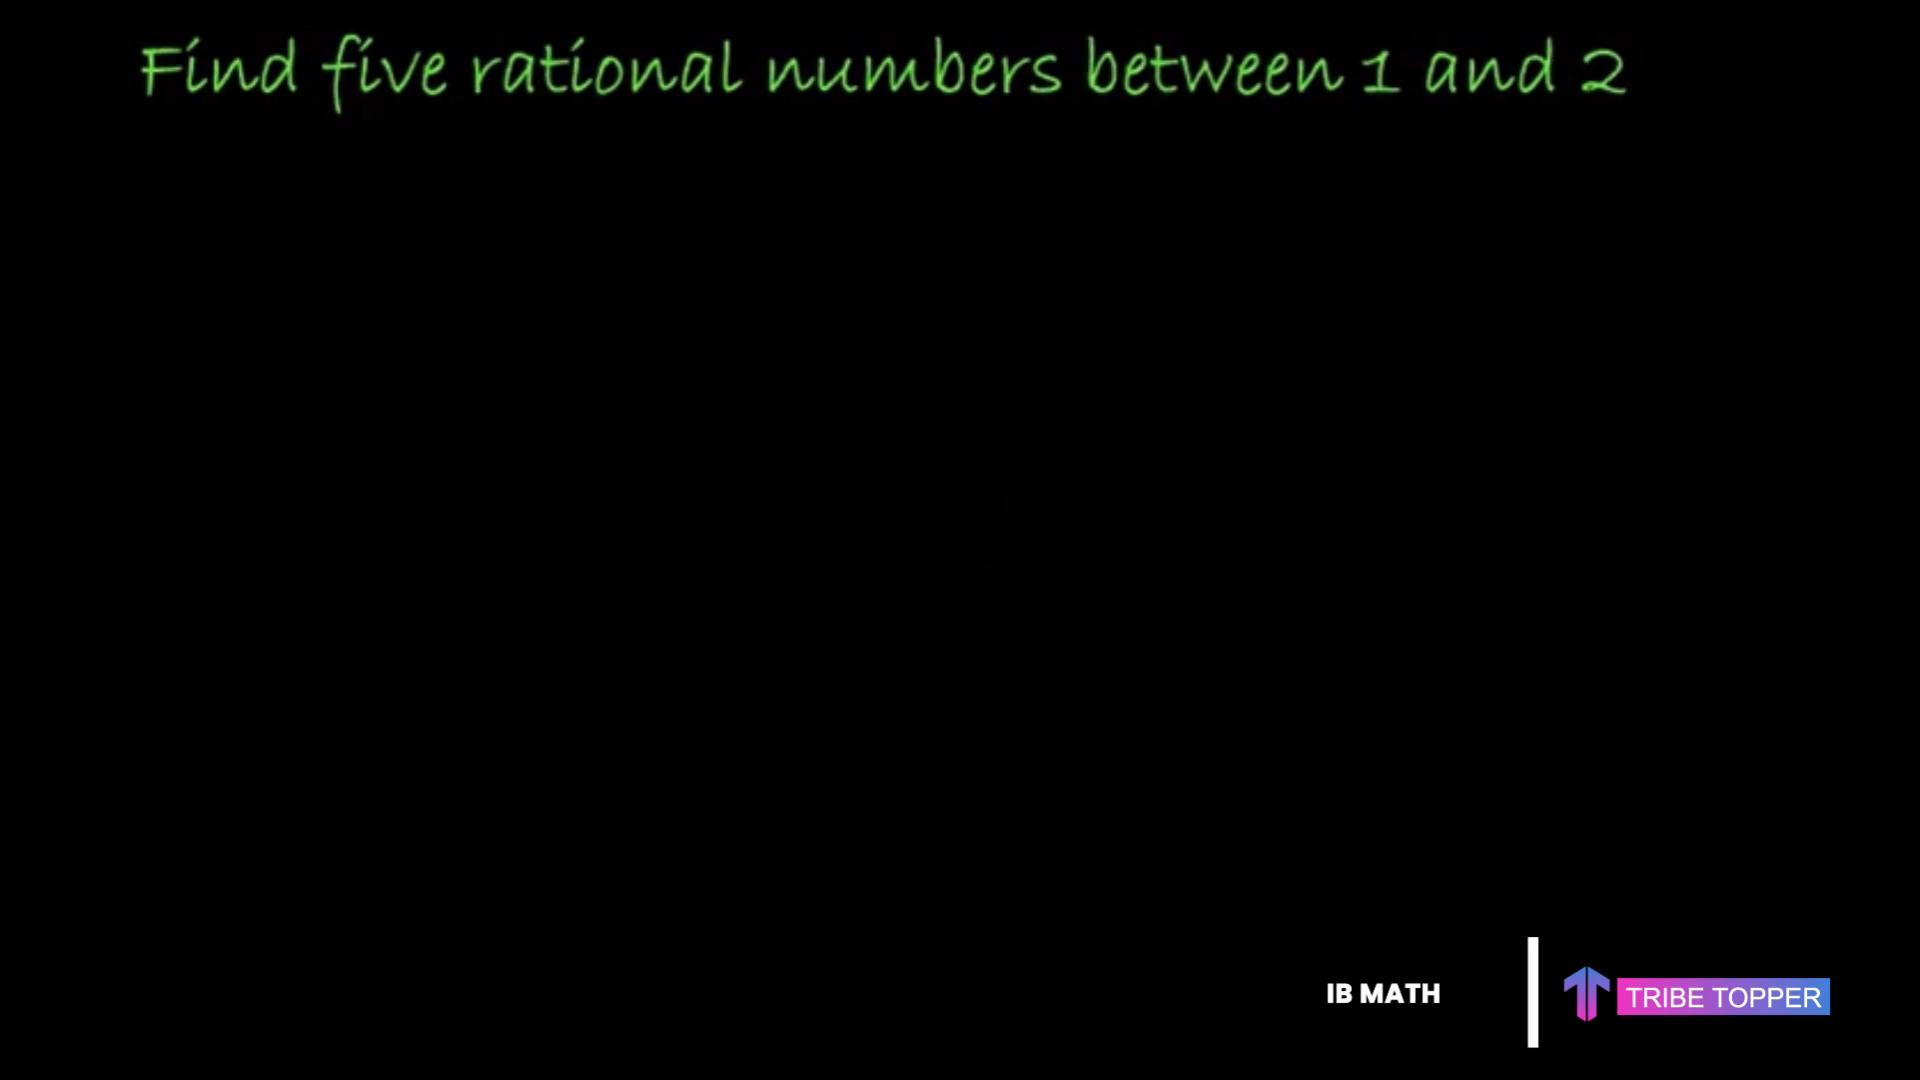 Find five rational numbers between 1 and 2
IB MATH
TRIBE TOPPER